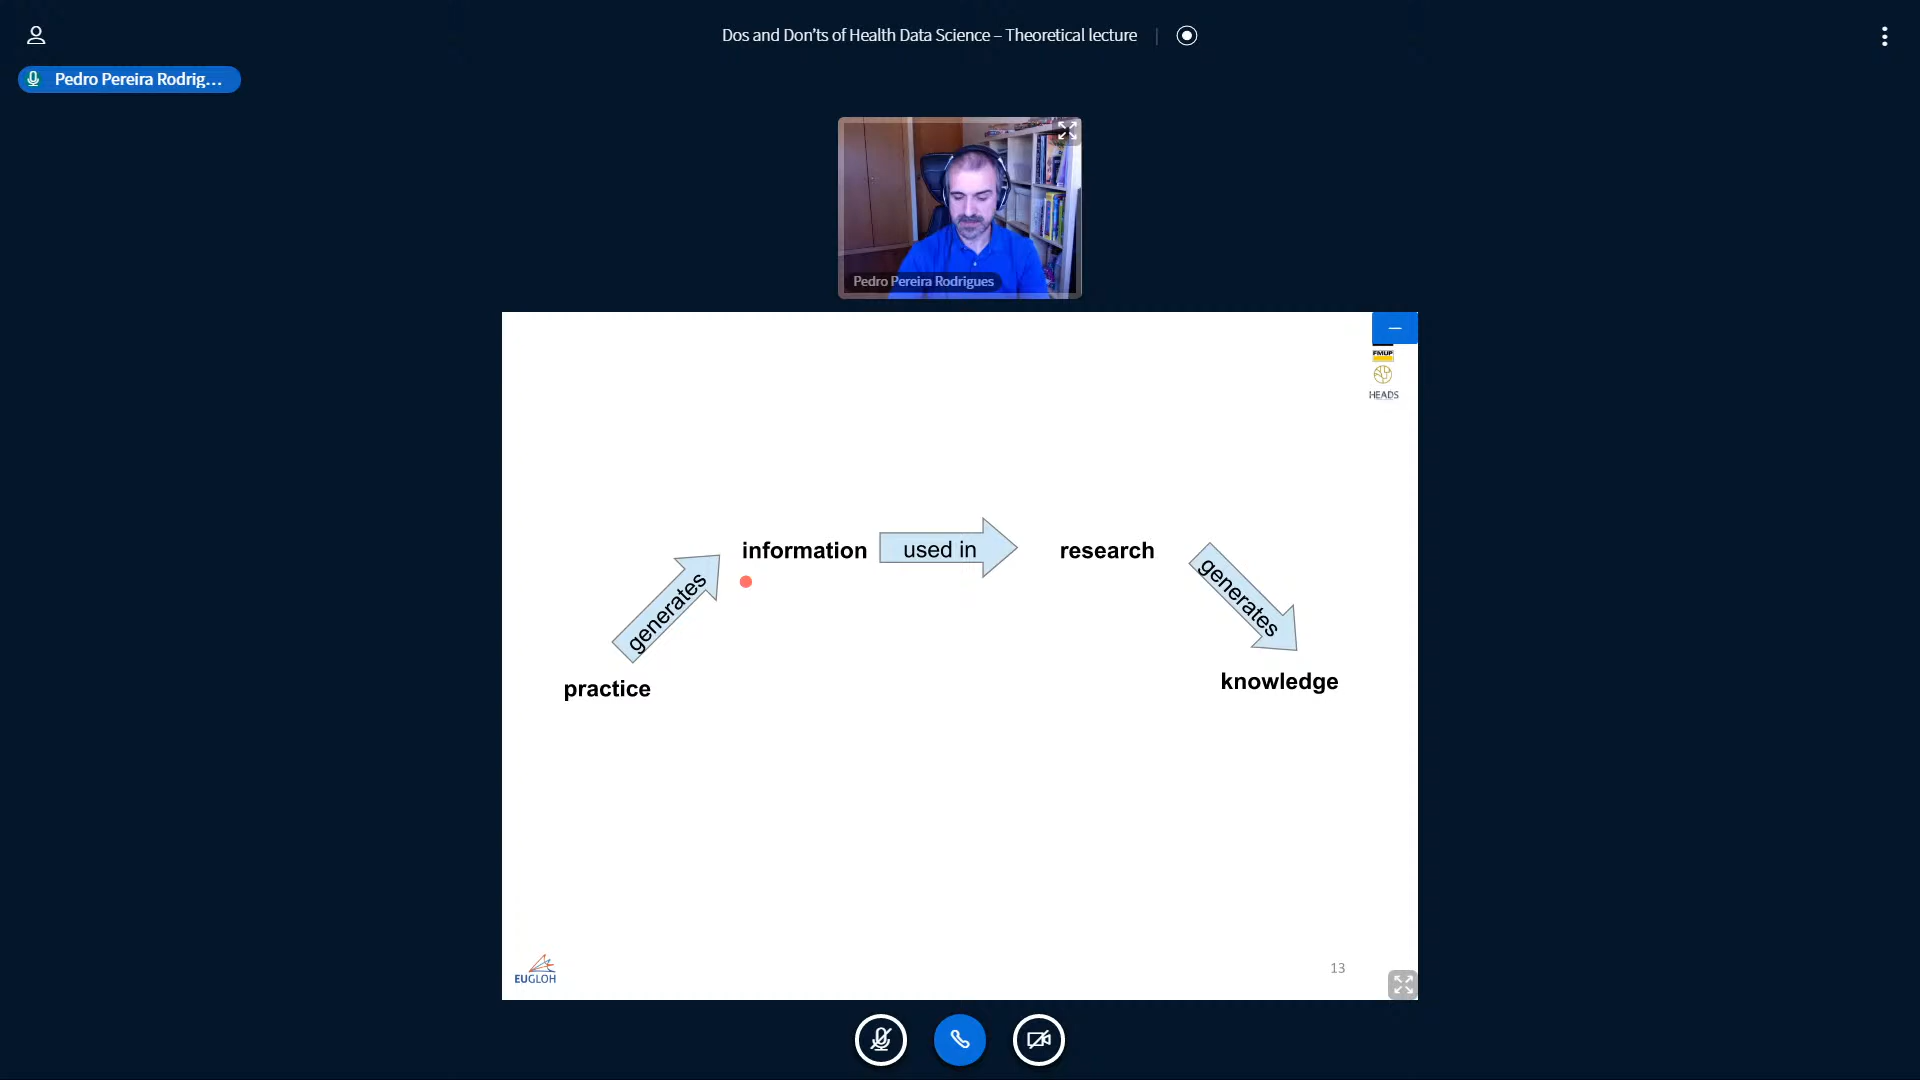 Dos and Don'ts of Health Data Science – Theoretical lecture
Pedro Pereira Rodrig...
Pedro Pereira Rodrigues
FMUP
HEADS
information
used in
research
generates
generates
practice
knowledge
EUGLOH
13